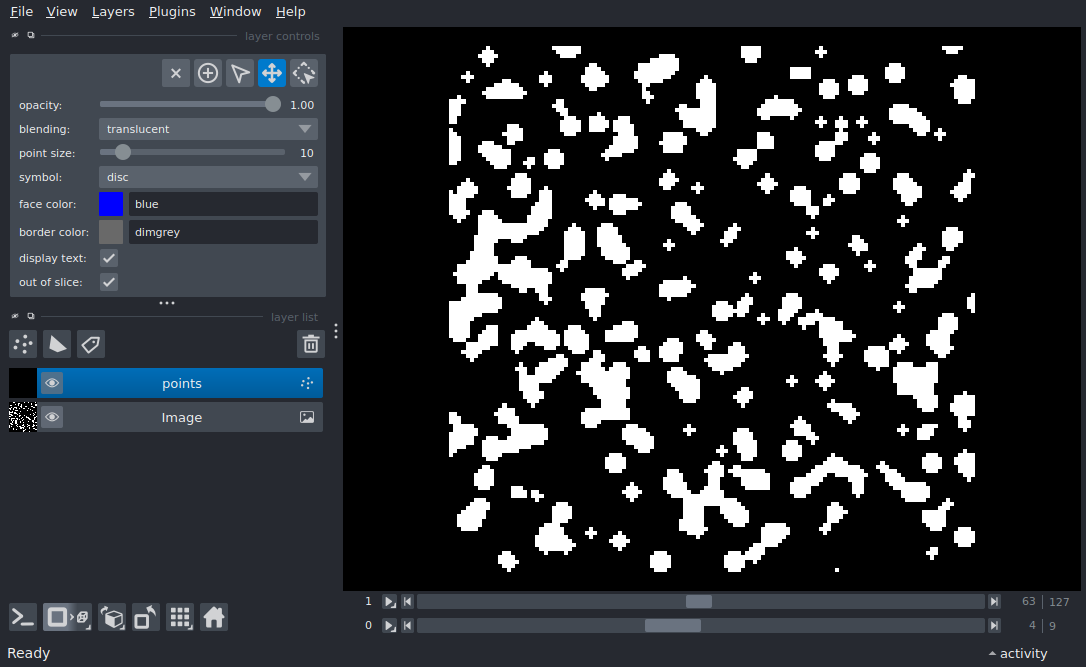 File View Layers Plugins Window Help
layer controls
opacity: 1.00
blending: translucent
point size: 10
symbol: disc
face color: blue
border color: dimgrey
display text:
out of slice:
layer list
points
Image
1 63 127
0 4 9
Ready activity